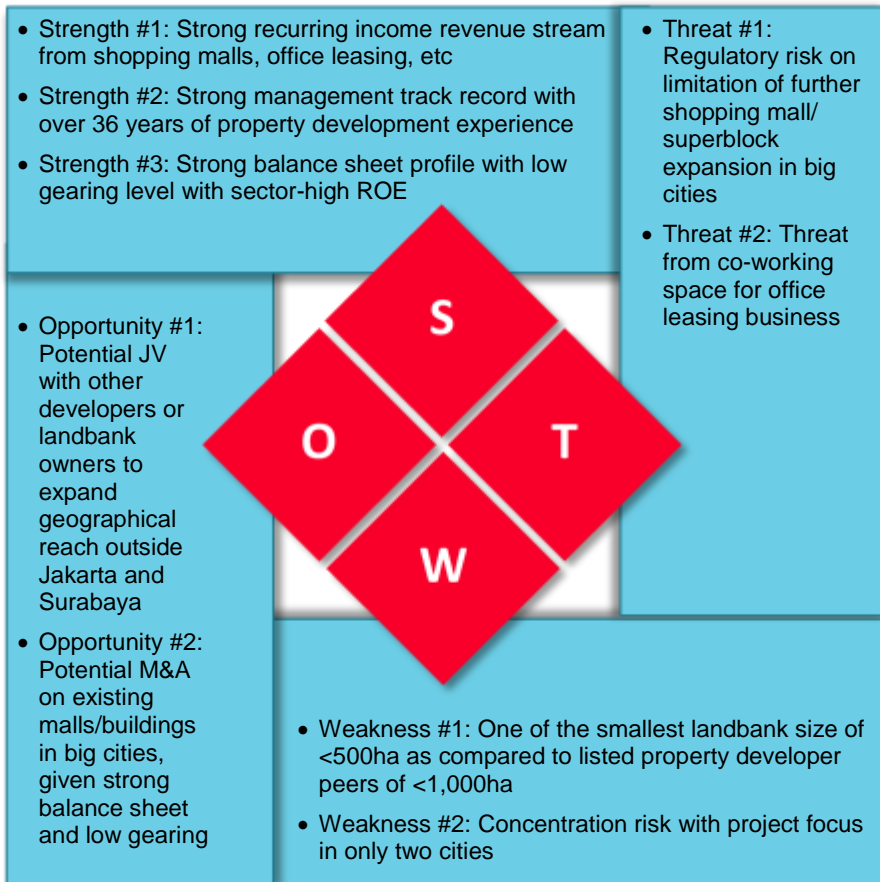 • Strength #1: Strong recurring income revenue stream
from shopping malls, office leasing, etc
• Strength #2: Strong management track record with
over 36 years of property development experience
• Strength #3: Strong balance sheet profile with low
gearing level with sector-high ROE
• Threat #1:
Regulatory risk on
limitation of further
shopping mall/
superblock
expansion in big
cities
• Threat #2: Threat
from co-working
space for office
leasing business
S
O
T
W
• Opportunity #1:
Potential JV
with other
developers or
landbank
owners to
expand
geographical
reach outside
Jakarta and
Surabaya
• Opportunity #2:
Potential M&A
on existing
malls/buildings
in big cities,
given strong
balance sheet
and low gearing
• Weakness #1: One of the smallest landbank size of
<500ha as compared to listed property developer
peers of <1,000ha
• Weakness #2: Concentration risk with project focus
in only two cities